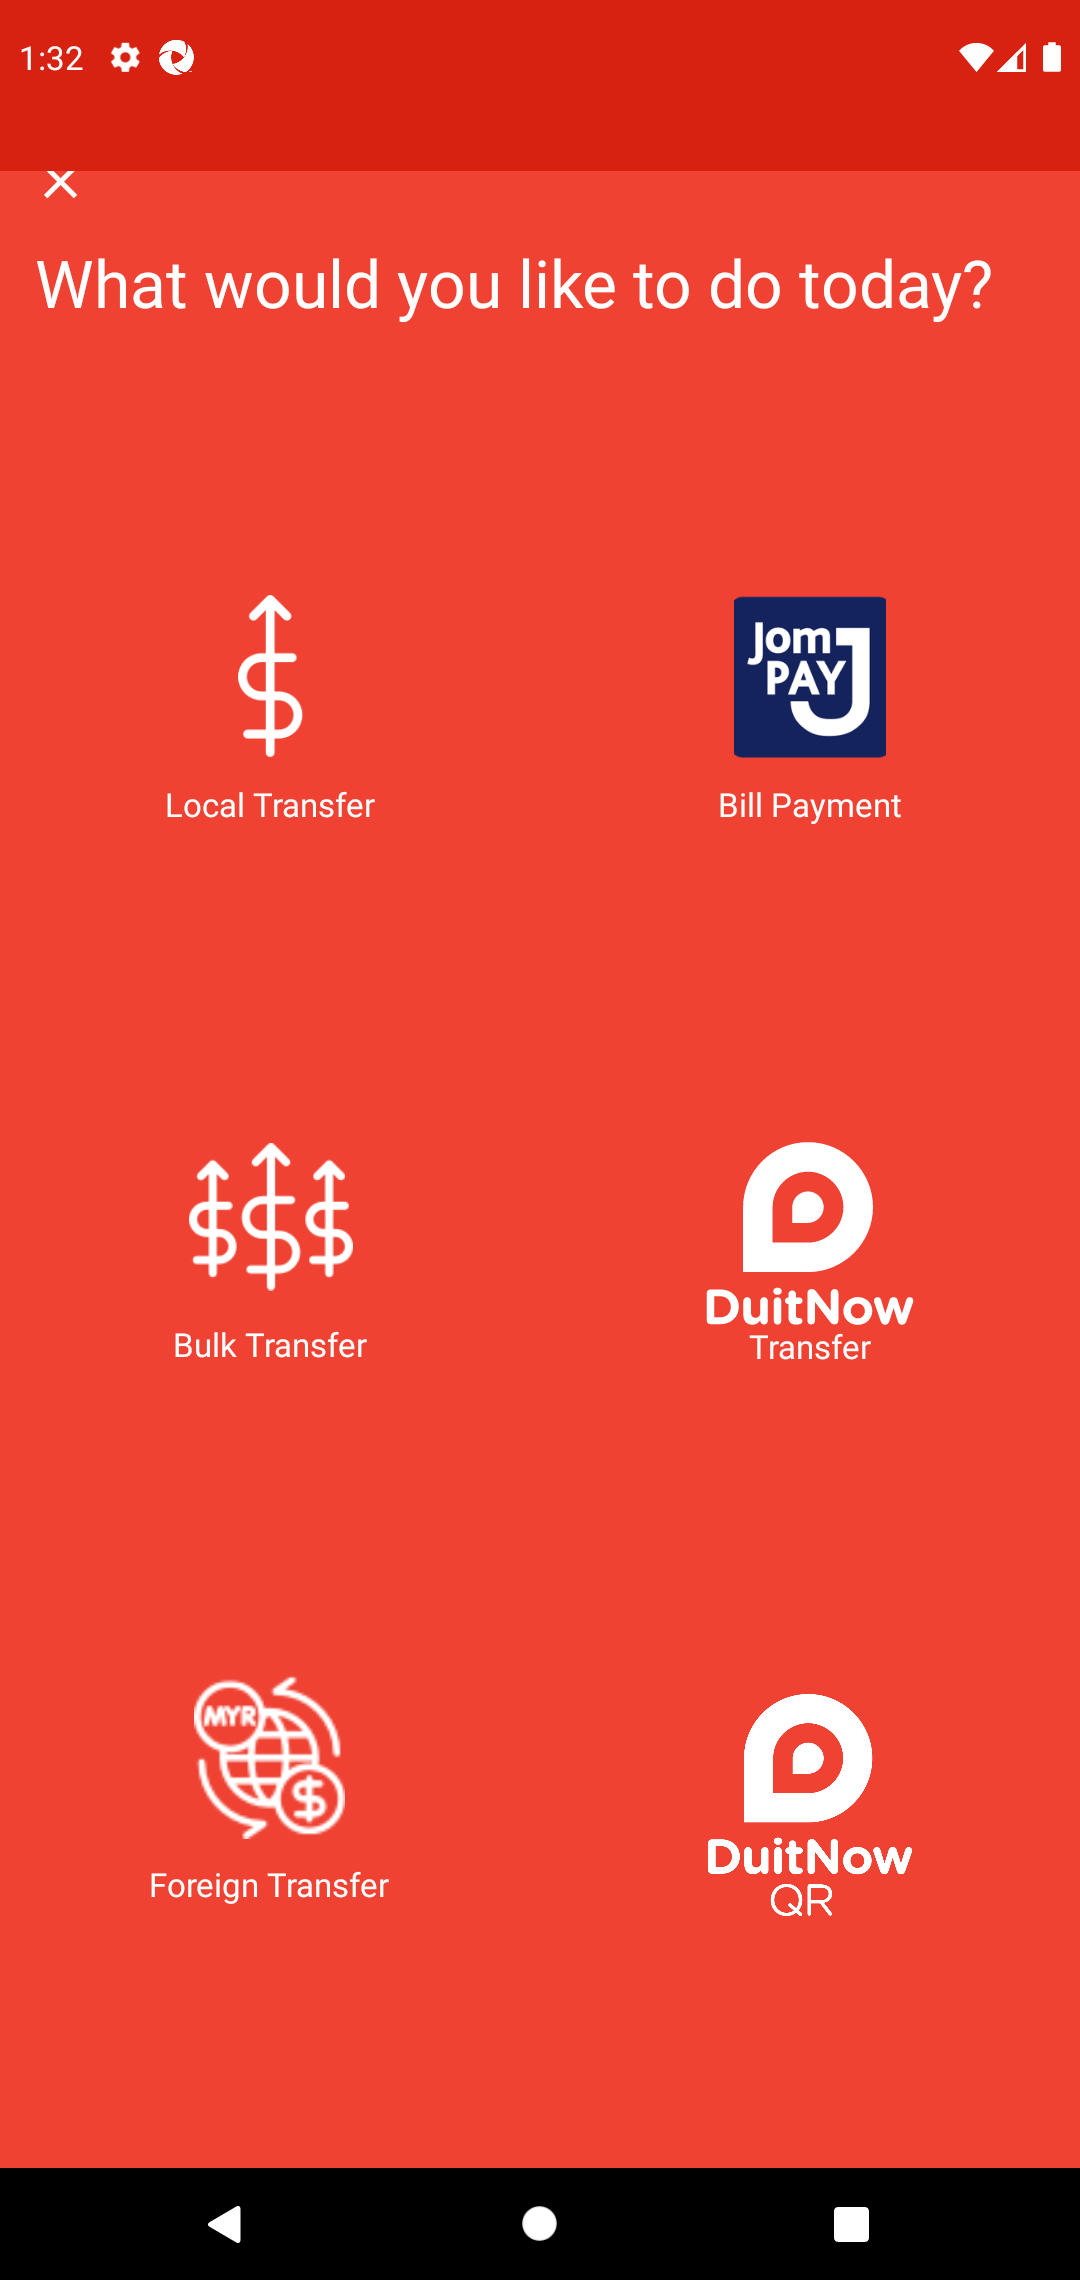 1:32
What would you like to do today?
Jom
PAY
Local Transfer
Bill Payment
DuitNow
Bulk Transfer
Transfer
MYR
Foreign Transfer
DuitNow
QR